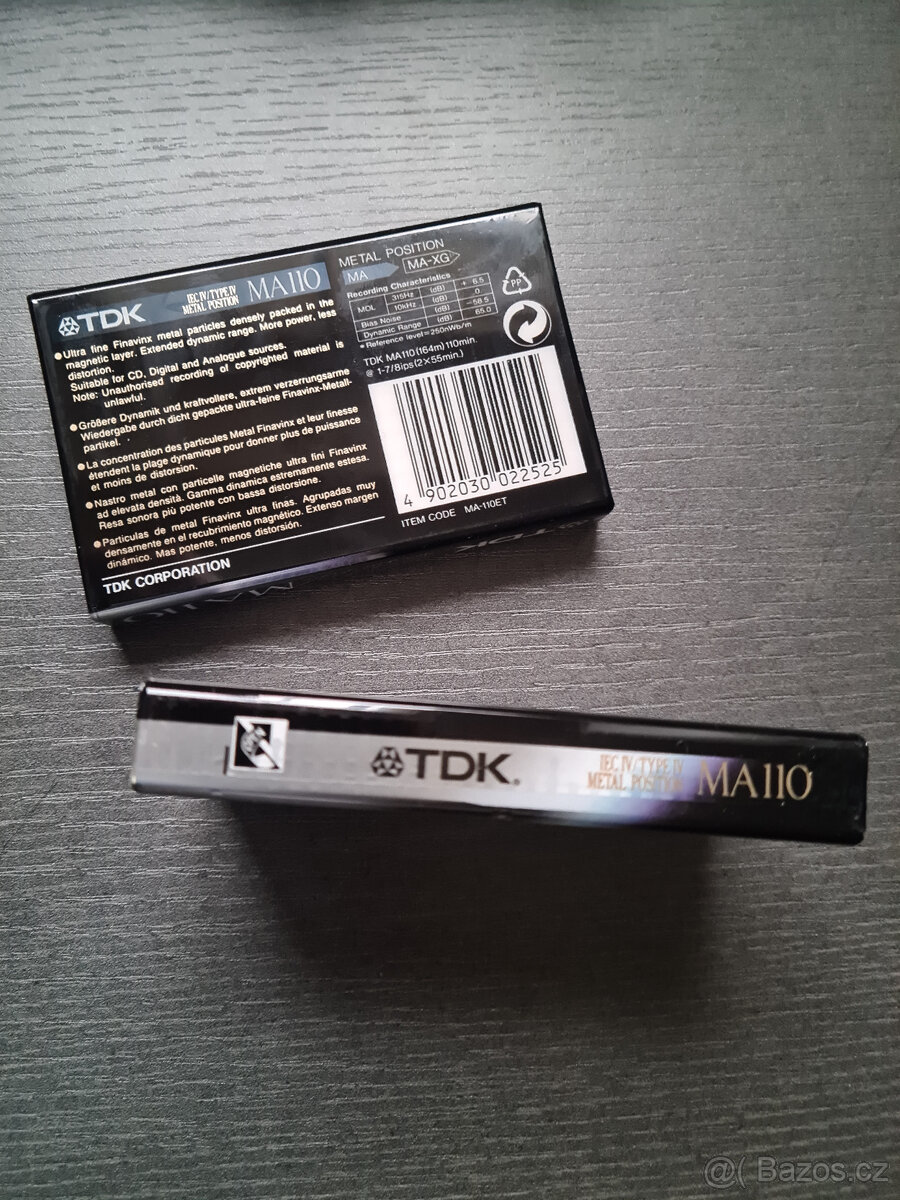 TDK
IEC IV/TYPE IV
METAL POSITION
MA110
● Ultra fine Finavinx metal particles densely packed in the
magnetic layer. Extended dynamic range. More power, less
distortion.
Suitable for CD, Digital and Analogue sources.
Note: Unauthorised recording of copyrighted material is
unlawful.
● Größere Dynamik und kraftvollere, extrem verzerrungsarme
Wiedergabe durch dicht gepackte ultra-feine Finavinx-Metall-
partikel.
● La concentration des particules Metal Finavinx et leur finesse
étendent la plage dynamique pour donner plus de puissance
et moins de distorsion.
● Nastro metal con particelle magnetiche ultra fini Finavinx
ad elevata densità. Gamma dinamica estremamente estesa.
Resa sonora più potente con bassa distorsione.
● Particulas de metal Finavinx ultra finas. Agrupadas muy
densamente en el recubrimiento magnético. Extenso margen
dinámico. Mas potente, menos distorsión.
TDK CORPORATION
METAL POSITION
MA MA-XG
Recording Characteristics
MOL 315Hz (dB) + 6.5
10kHz (dB) 0
Bias Noise (dB) −58.5
Dynamic Range (dB) 65.0
● Reference level=250nWb/m
TDK MA110(164m)110min.
@ 1-7/8ips(2×55min.)
PP
4 902030 022525
ITEM CODE MA-110ET
TDK
MA110
TDK.
IEC IV/TYPE IV
METAL POSITION
MA110
@( Bazos.cz